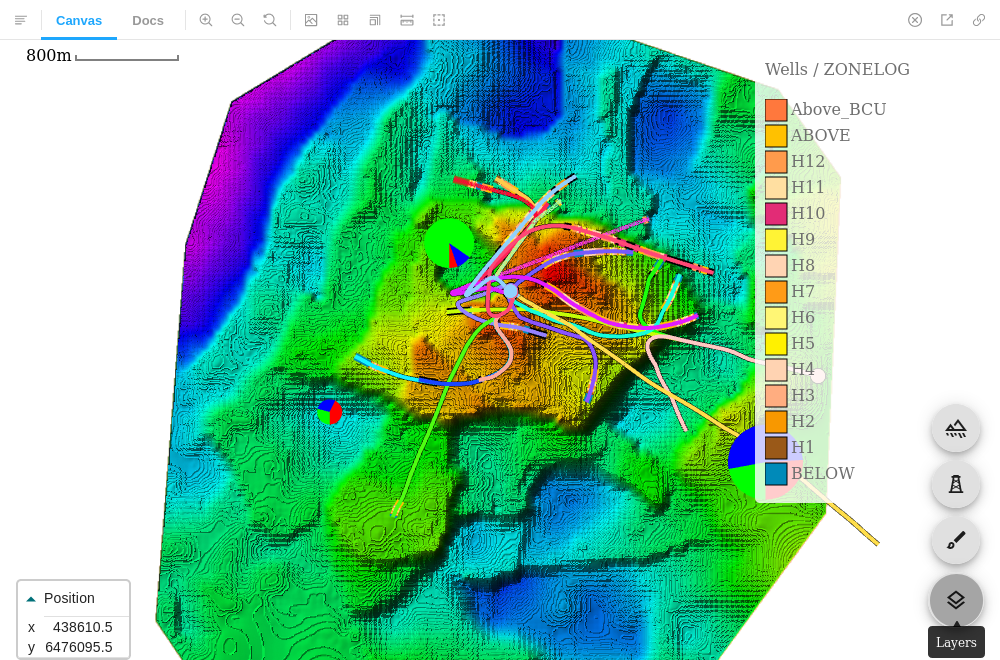 Canvas
Docs
800m
Wells / ZONELOG
Above_BCU
ABOVE
H12
H11
H10
H9
H8
H7
H6
H5
H4
H3
H2
H1
BELOW
Position
x 438610.5
y 6476095.5
Layers